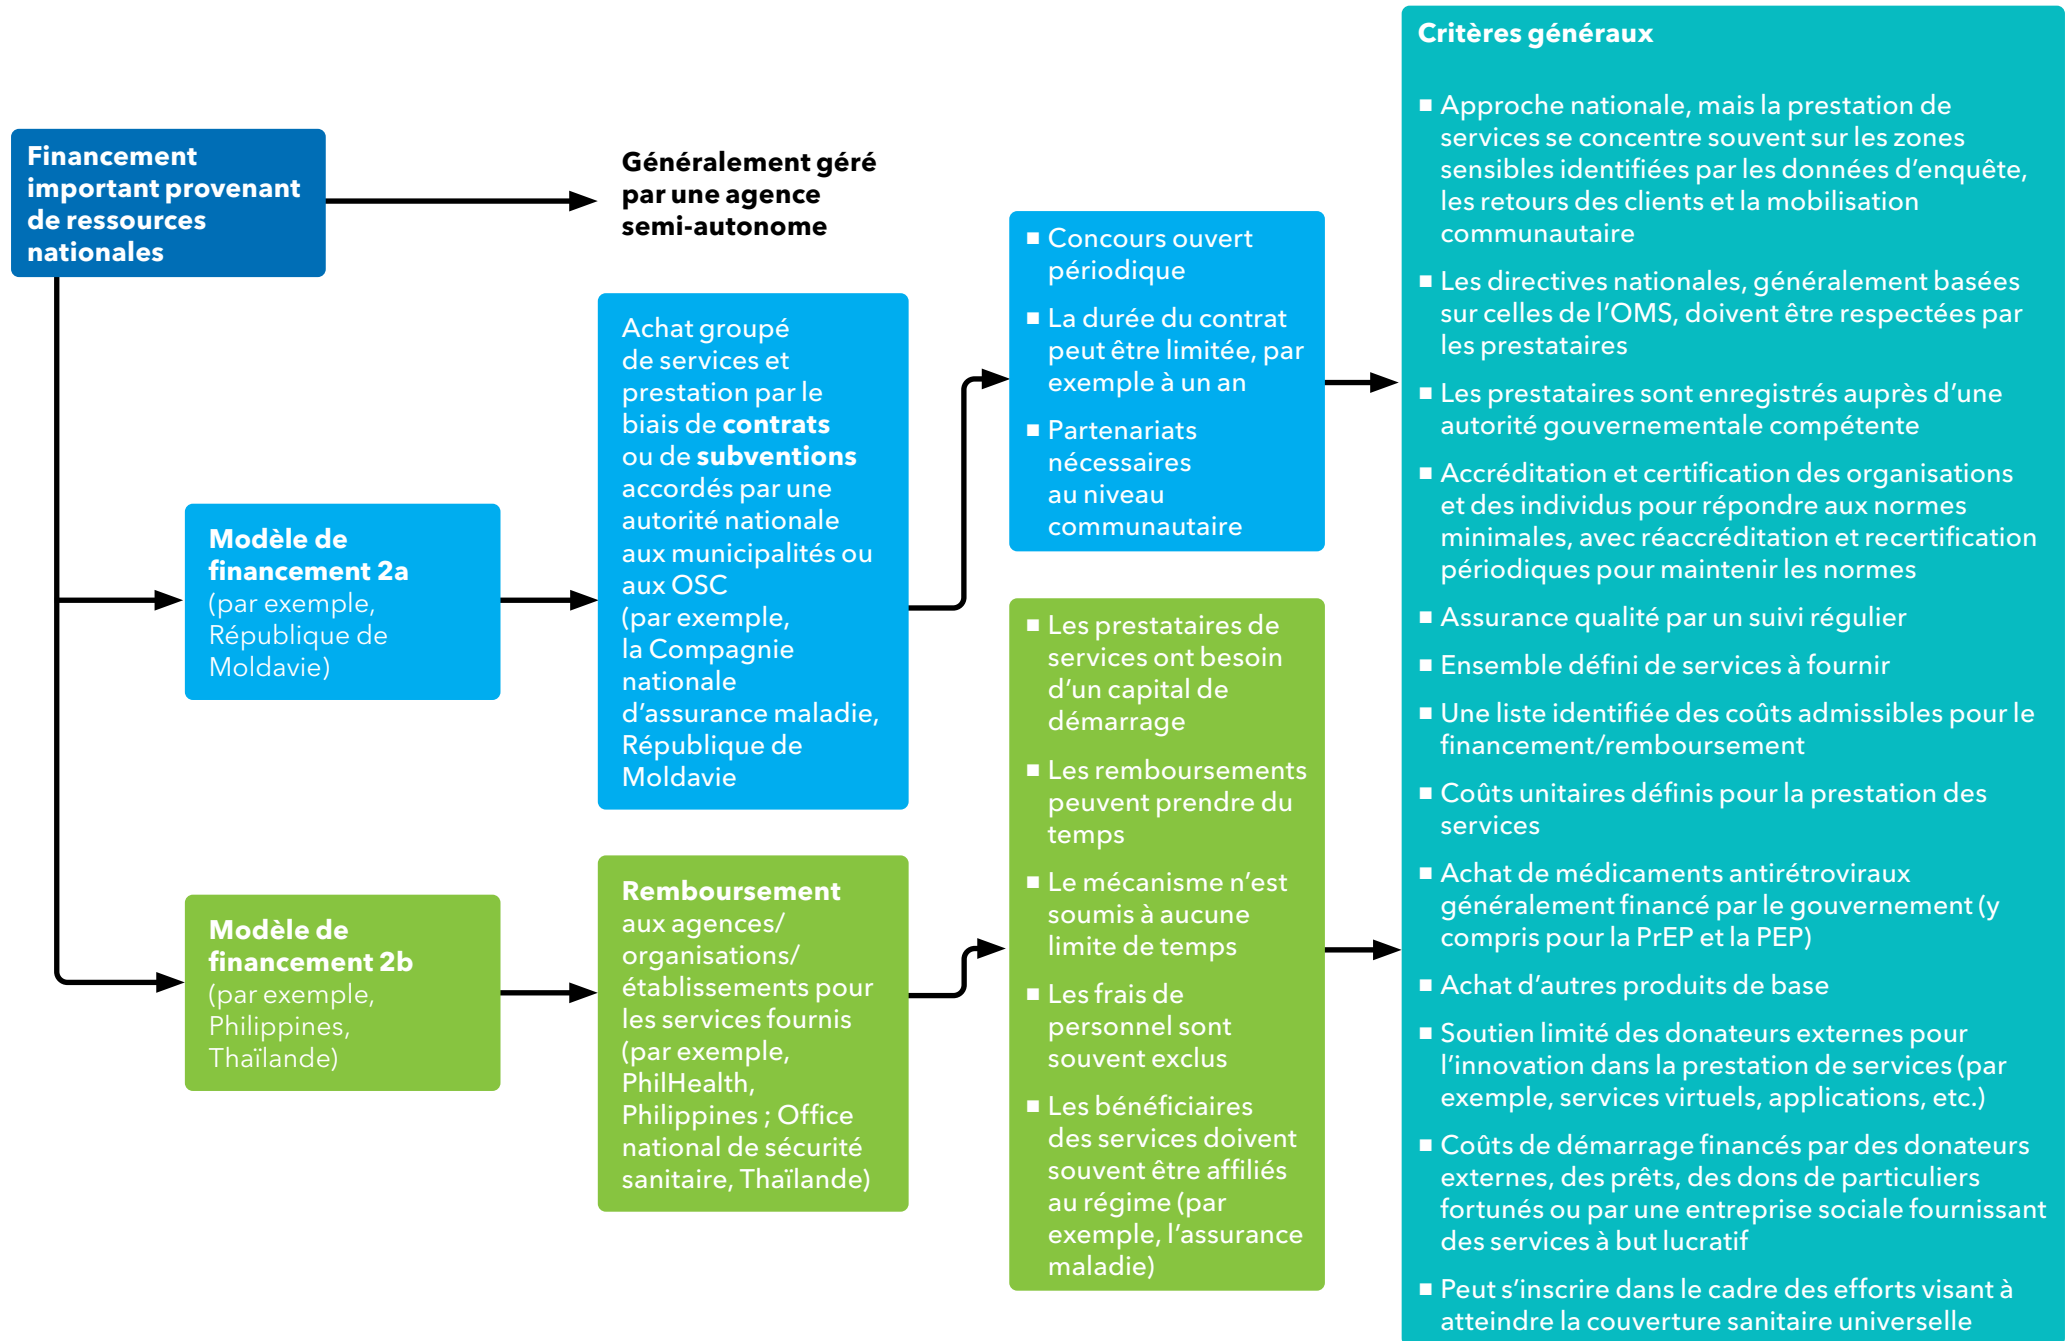 Financement
important provenant
de ressources
nationales
Généralement géré
par une agence
semi-autonome
Modèle de
financement 2a
(par exemple,
République de
Moldavie)
Achat groupé
de services et
prestation par le
biais de contrats
ou de subventions
accordés par une
autorité nationale
aux municipalités ou
aux OSC
(par exemple,
la Compagnie
nationale
d’assurance maladie,
République de
Moldavie
■ Concours ouvert
périodique
■ La durée du contrat
peut être limitée, par
exemple à un an
■ Partenariats
nécessaires
au niveau
communautaire
Modèle de
financement 2b
(par exemple,
Philippines,
Thaïlande)
Remboursement
aux agences/
organisations/
établissements pour
les services fournis
(par exemple,
PhilHealth,
Philippines ; Office
national de sécurité
sanitaire, Thaïlande)
■ Les prestataires de
services ont besoin
d’un capital de
démarrage
■ Les remboursements
peuvent prendre du
temps
■ Le mécanisme n’est
soumis à aucune
limite de temps
■ Les frais de
personnel sont
souvent exclus
■ Les bénéficiaires
des services doivent
souvent être affiliés
au régime (par
exemple, l’assurance
maladie)
Critères généraux
■ Approche nationale, mais la prestation de
services se concentre souvent sur les zones
sensibles identifiées par les données d’enquête,
les retours des clients et la mobilisation
communautaire
■ Les directives nationales, généralement basées
sur celles de l’OMS, doivent être respectées par
les prestataires
■ Les prestataires sont enregistrés auprès d’une
autorité gouvernementale compétente
■ Accréditation et certification des organisations
et des individus pour répondre aux normes
minimales, avec réaccréditation et recertification
périodiques pour maintenir les normes
■ Assurance qualité par un suivi régulier
■ Ensemble défini de services à fournir
■ Une liste identifiée des coûts admissibles pour le
financement/remboursement
■ Coûts unitaires définis pour la prestation des
services
■ Achat de médicaments antirétroviraux
généralement financé par le gouvernement (y
compris pour la PrEP et la PEP)
■ Achat d’autres produits de base
■ Soutien limité des donateurs externes pour
l’innovation dans la prestation de services (par
exemple, services virtuels, applications, etc.)
■ Coûts de démarrage financés par des donateurs
externes, des prêts, des dons de particuliers
fortunés ou par une entreprise sociale fournissant
des services à but lucratif
■ Peut s’inscrire dans le cadre des efforts visant à
atteindre la couverture sanitaire universelle